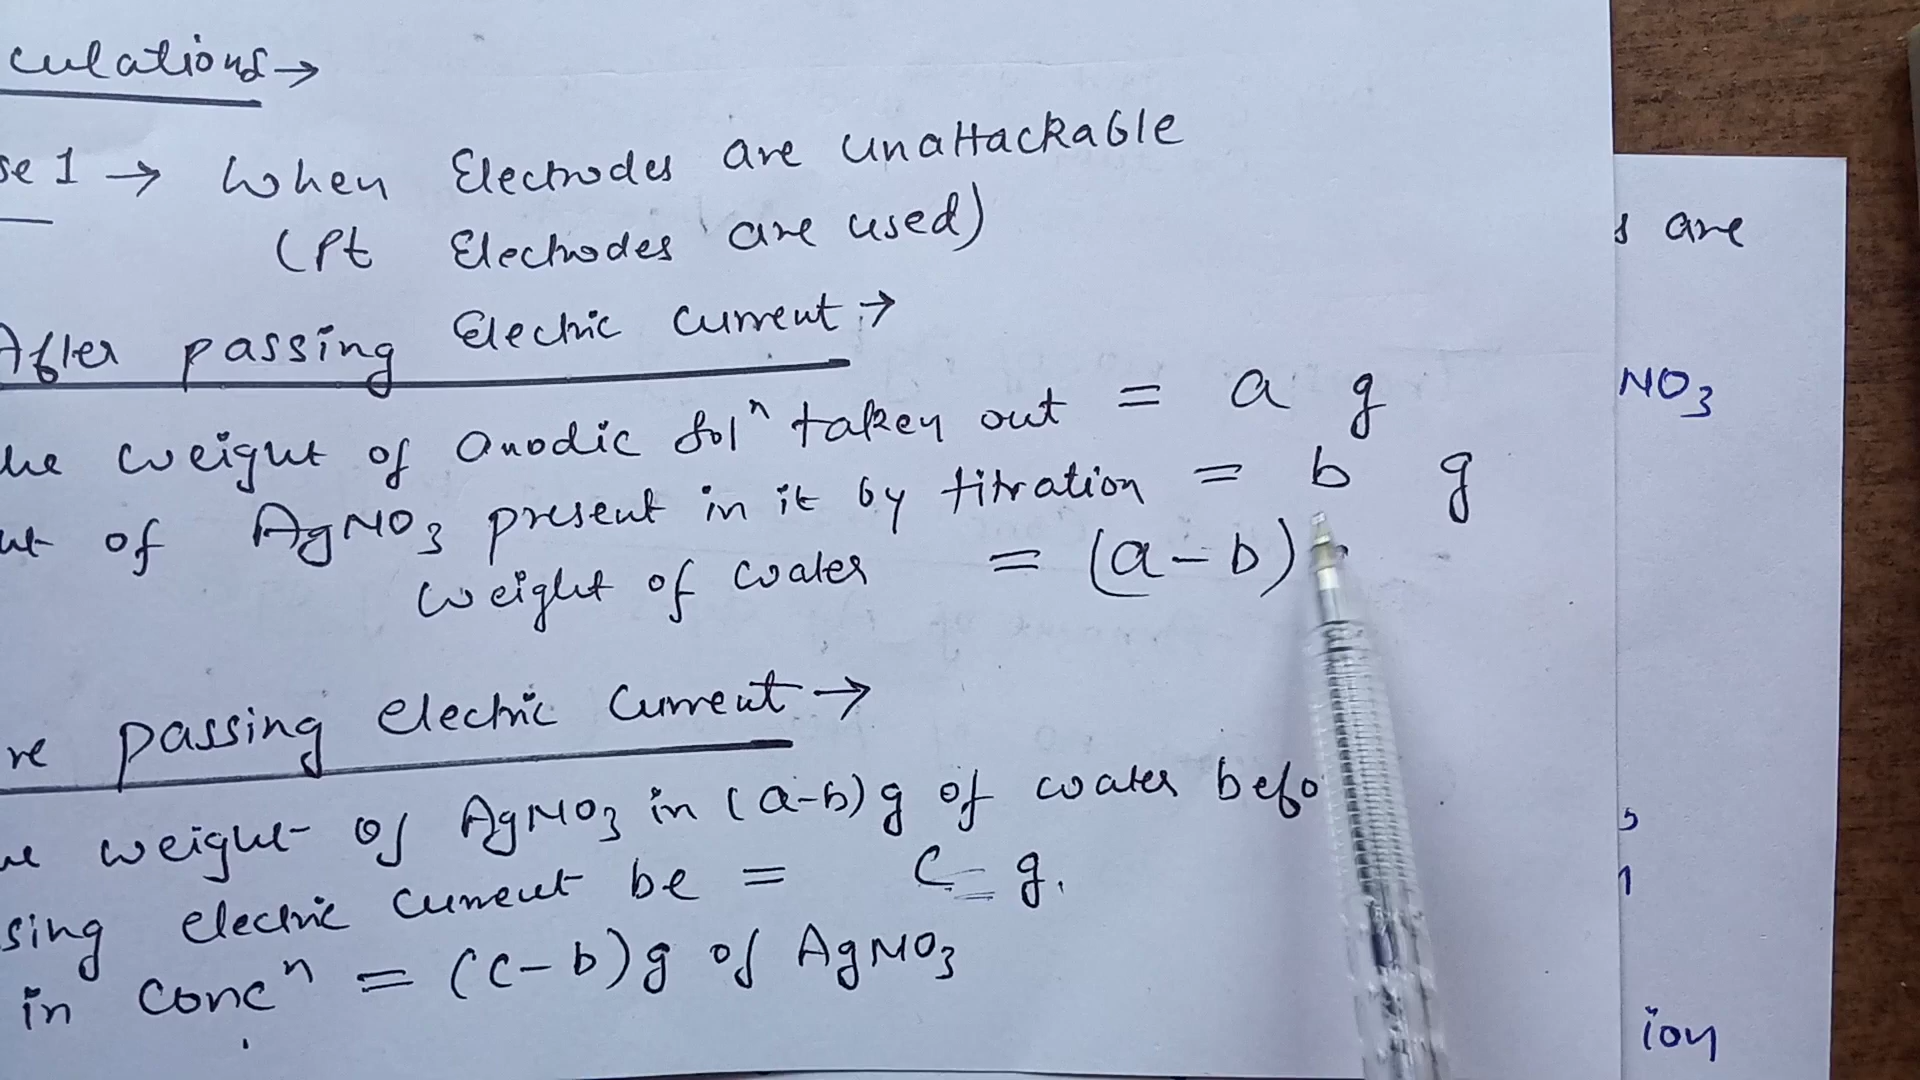 culations →
se 1 → When Electrodes are unattackable
(Pt Electrodes are used)
After passing Electric Current →
he weight of anodic solⁿ taken out = a g
wt of AgNO₃ present in it by titration = b g
weight of water = (a-b)
re passing electric Current →
weight of AgNO₃ in (a-b)g of water befo
sing electric current be = c g.
in concⁿ = (c-b)g of AgNO₃
s are
NO₃
ion